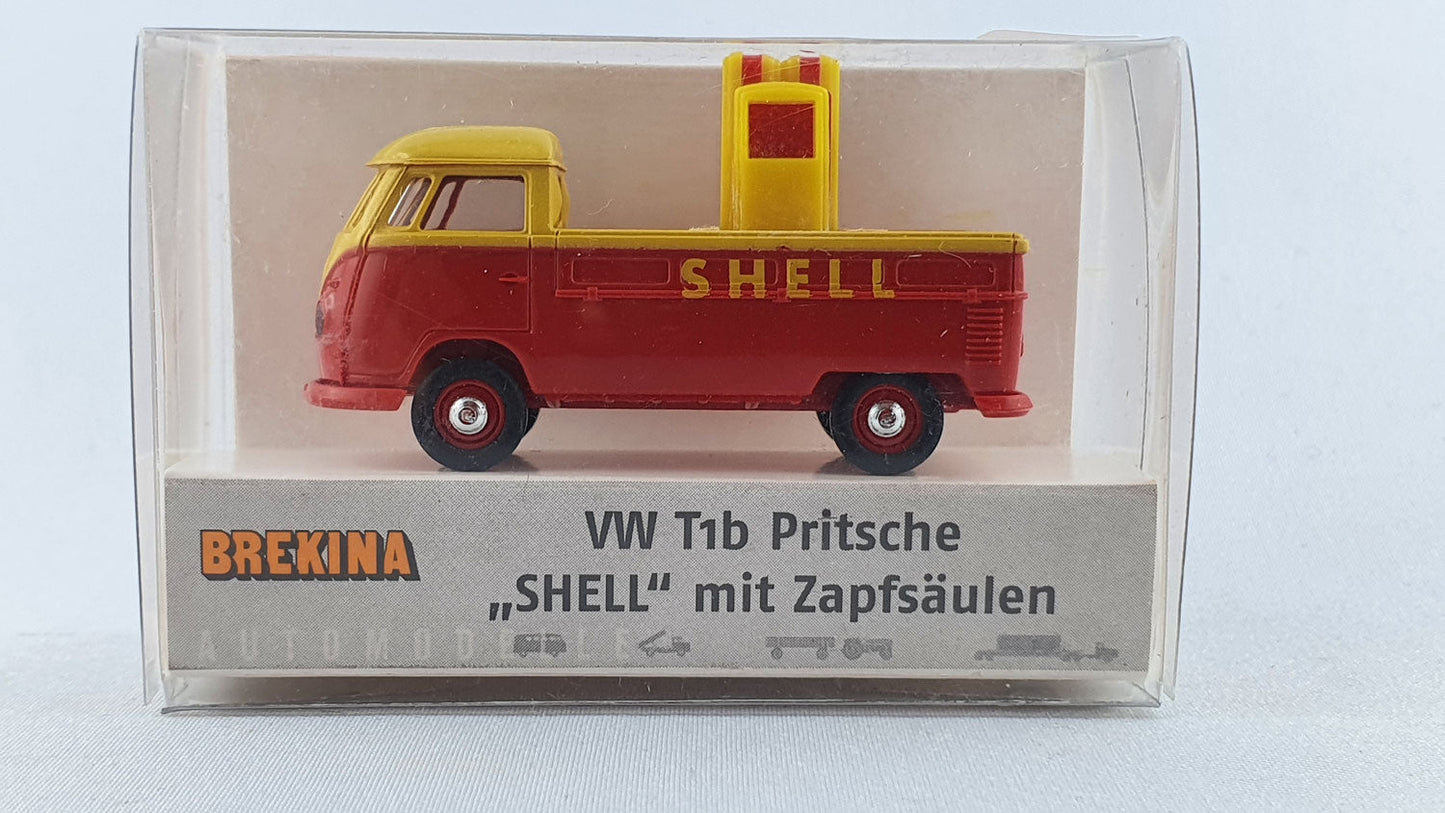 SHELL
BREKINA
VW T1b Pritsche
„SHELL“ mit Zapfsäulen
AUTOMODELLE